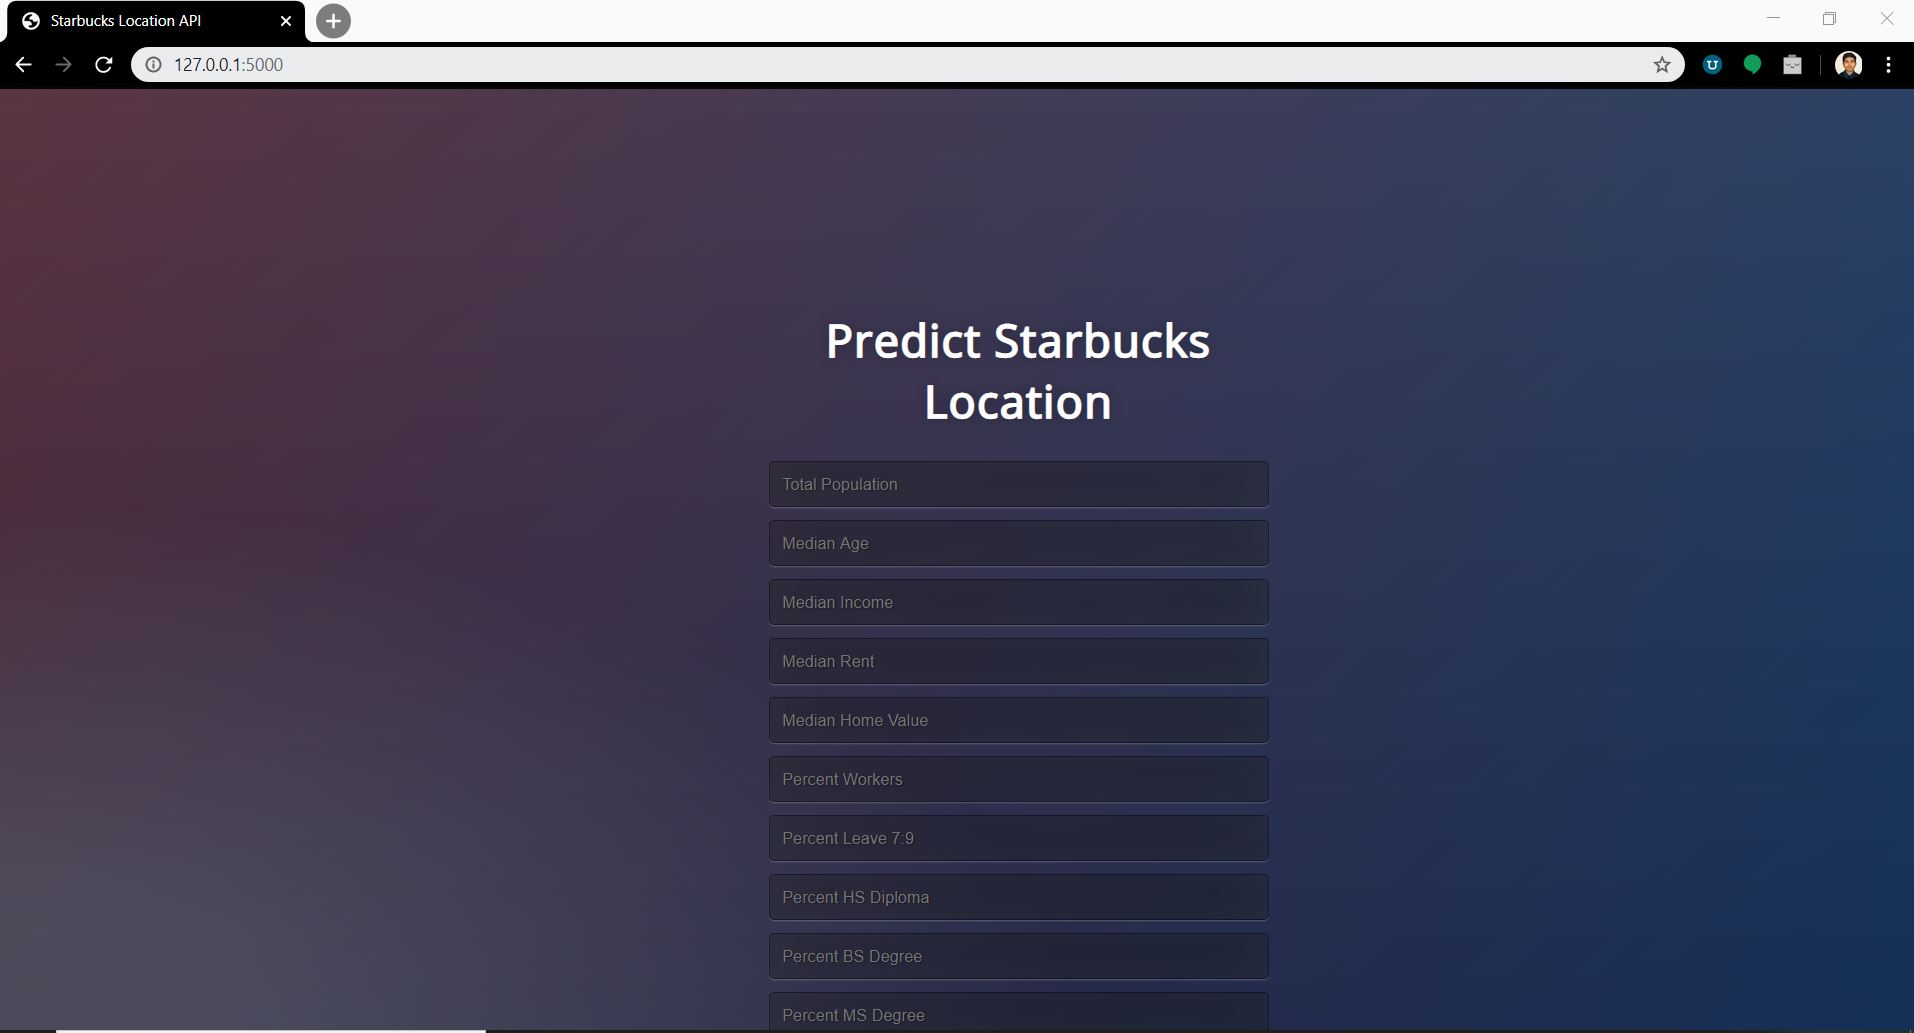 Starbucks Location API
127.0.0.1:5000
Predict Starbucks
Location
Total Population
Median Age
Median Income
Median Rent
Median Home Value
Percent Workers
Percent Leave 7:9
Percent HS Diploma
Percent BS Degree
Percent MS Degree